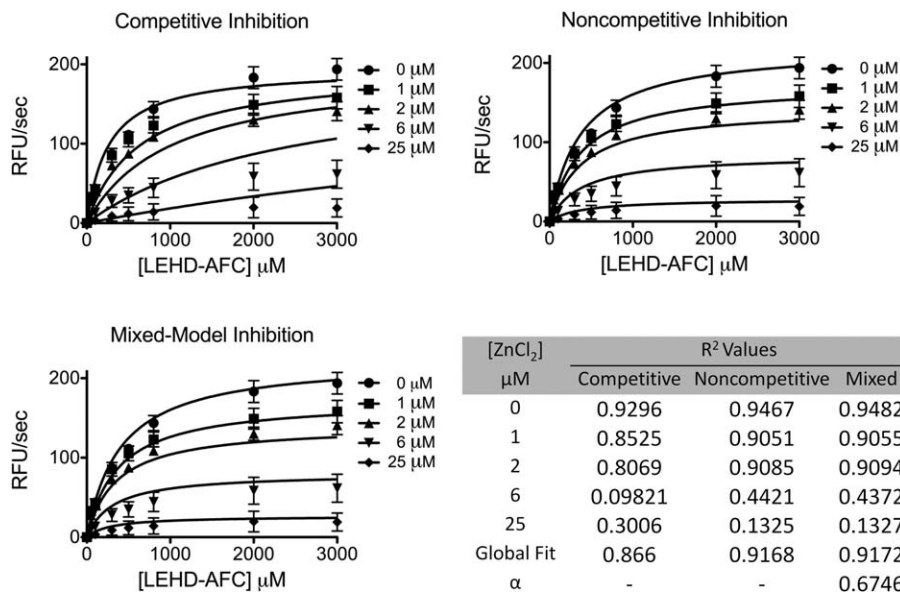 Competitive Inhibition
200
100
0
RFU/sec
0 1000 2000 3000
[LEHD-AFC] μM
0 μM
1 μM
2 μM
6 μM
25 μM
Noncompetitive Inhibition
200
100
0
RFU/sec
0 1000 2000 3000
[LEHD-AFC] μM
0 μM
1 μM
2 μM
6 μM
25 μM
Mixed-Model Inhibition
200
100
0
RFU/sec
0 1000 2000 3000
[LEHD-AFC] μM
0 μM
1 μM
2 μM
6 μM
25 μM
[ZnCl₂] R² Values
μM Competitive Noncompetitive Mixed
0 0.9296 0.9467 0.9482
1 0.8525 0.9051 0.9055
2 0.8069 0.9085 0.9094
6 0.09821 0.4421 0.4372
25 0.3006 0.1325 0.1327
Global Fit 0.866 0.9168 0.9172
α - - 0.6746